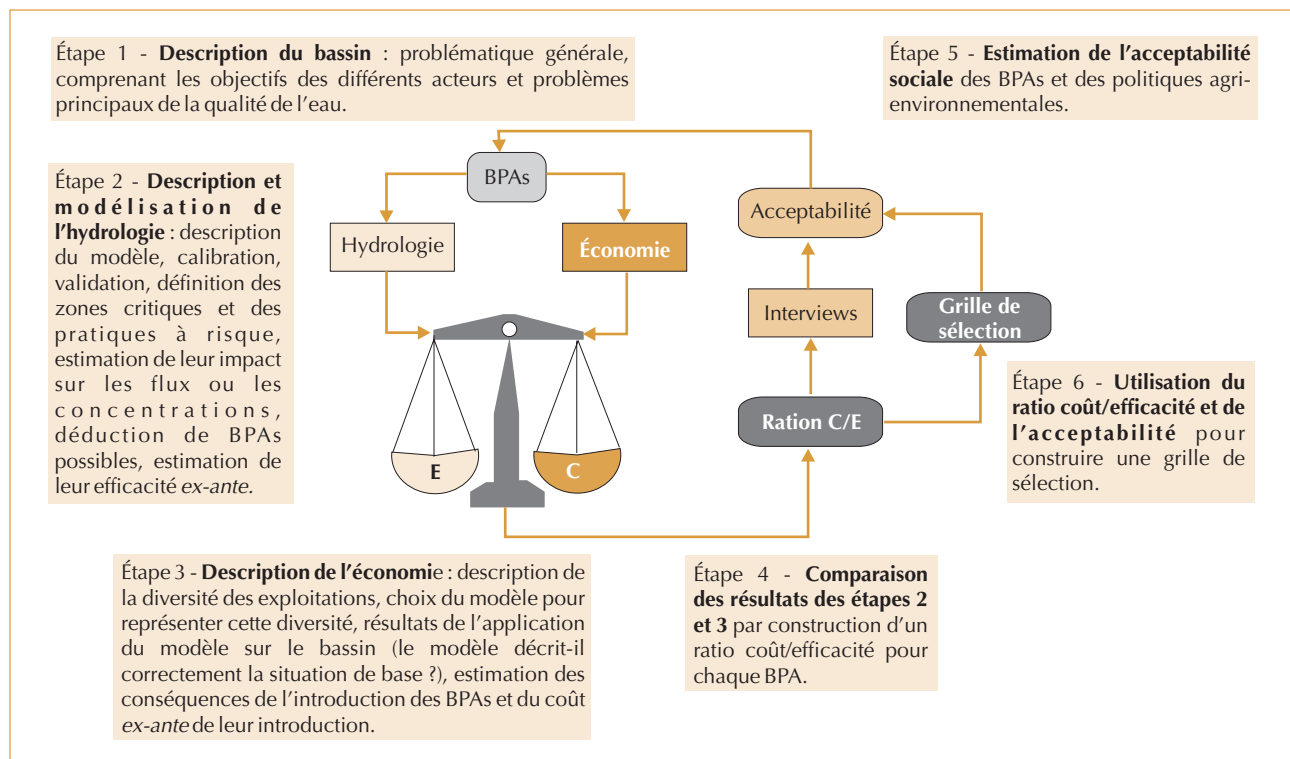 Étape 1 - Description du bassin : problématique générale,
comprenant les objectifs des différents acteurs et problèmes
principaux de la qualité de l'eau.
Étape 5 - Estimation de l'acceptabilité
sociale des BPAs et des politiques agri-
environnementales.
Étape 2 - Description et
modélisation de
l'hydrologie : description
du modèle, calibration,
validation, définition des
zones critiques et des
pratiques à risque,
estimation de leur impact
sur les flux ou les
concentrations,
déduction de BPAs
possibles, estimation de
leur efficacité ex-ante.
BPAs
Hydrologie
Économie
E
C
Acceptabilité
Interviews
Grille de
sélection
Ration C/E
Étape 6 - Utilisation du
ratio coût/efficacité et de
l'acceptabilité pour
construire une grille de
sélection.
Étape 3 - Description de l'économie : description de
la diversité des exploitations, choix du modèle pour
représenter cette diversité, résultats de l'application
du modèle sur le bassin (le modèle décrit-il
correctement la situation de base ?), estimation des
conséquences de l'introduction des BPAs et du coût
ex-ante de leur introduction.
Étape 4 - Comparaison
des résultats des étapes 2
et 3 par construction d'un
ratio coût/efficacité pour
chaque BPA.